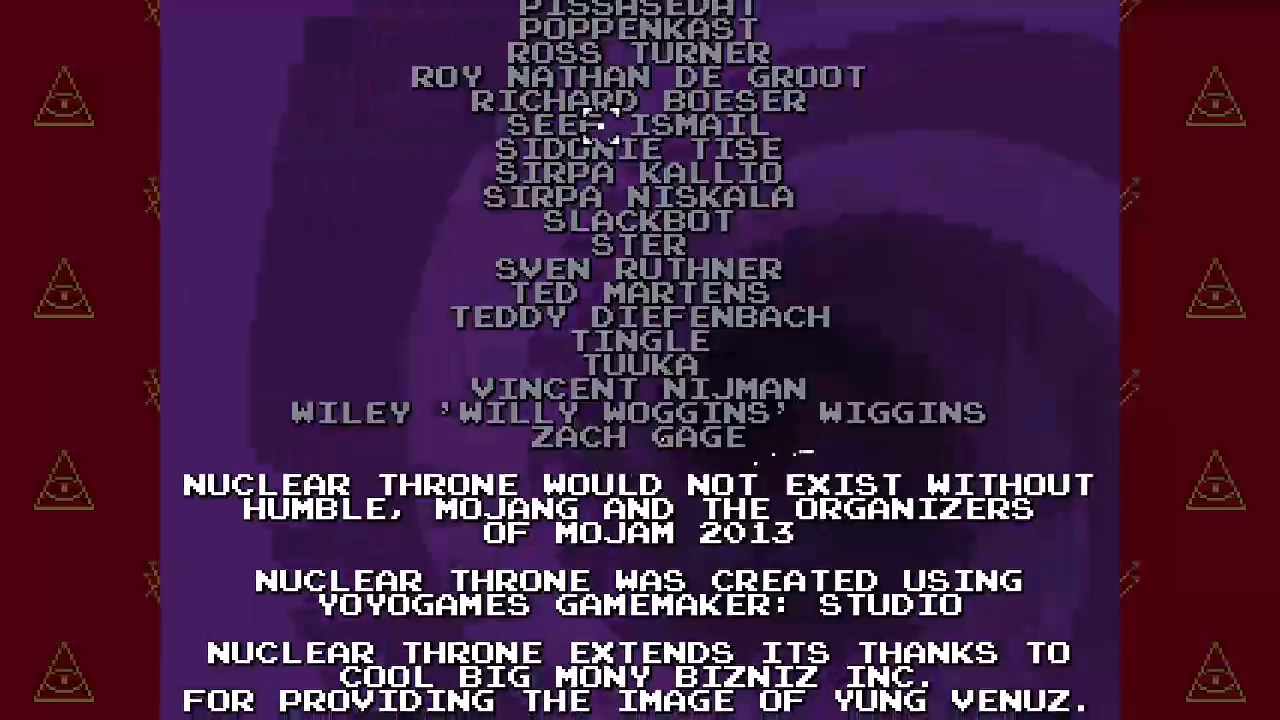 PISSASEDAT
POPPENKAST
ROSS TURNER
ROY NATHAN DE GROOT
RICHARD BOESER
SEEF ISMAIL
SIDONIE TISE
SIRPA KALLIO
SIRPA NISKALA
SLACKBOT
STER
SVEN RUTHNER
TED MARTENS
TEDDY DIEFENBACH
TINGLE
TUUKA
VINCENT NIJMAN
WILEY 'WILLY WOGGINS' WIGGINS
ZACH GAGE
NUCLEAR THRONE WOULD NOT EXIST WITHOUT
HUMBLE, MOJANG AND THE ORGANIZERS
OF MOJAM 2013
NUCLEAR THRONE WAS CREATED USING
YOYOGAMES GAMEMAKER: STUDIO
NUCLEAR THRONE EXTENDS ITS THANKS TO
COOL BIG MONY BIZNIZ INC.
FOR PROVIDING THE IMAGE OF YUNG VENUZ.